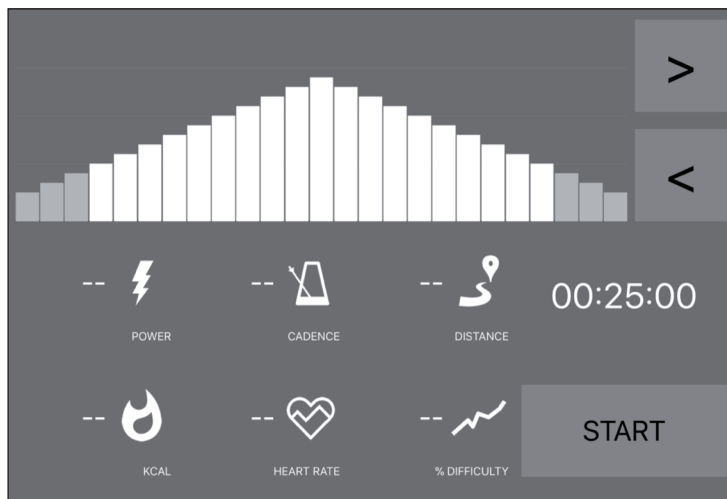 >
<
-- -- -- 00:25:00
POWER CADENCE DISTANCE
-- -- --
START
KCAL HEART RATE % DIFFICULTY